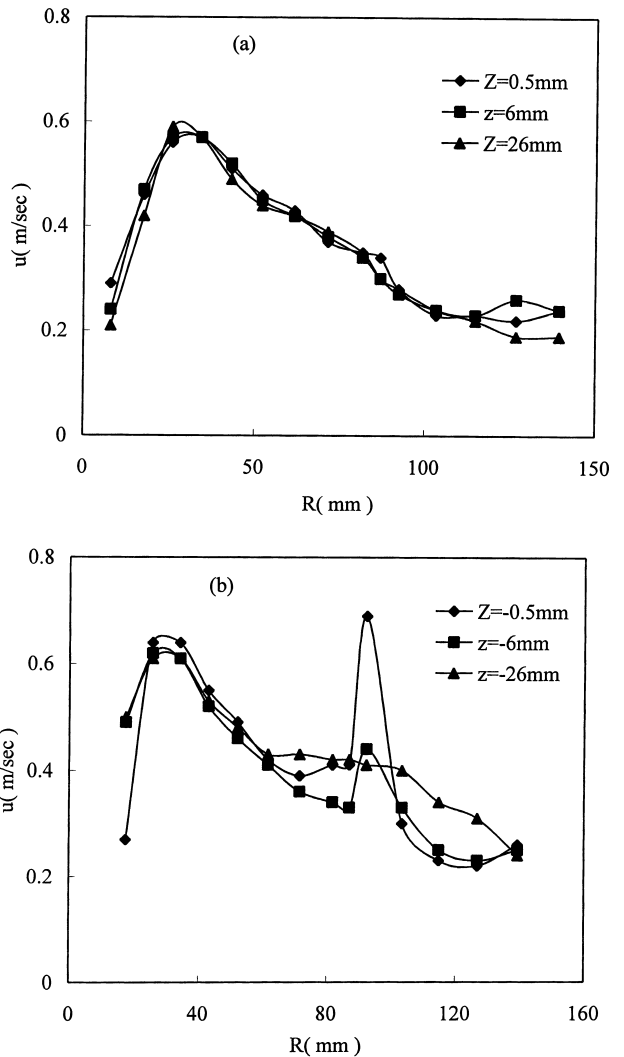 0.8
(a)
Z=0.5mm
z=6mm
Z=26mm
0.6
u( m/sec )
0.4
0.2
0
0 50 100 150
R( mm )
0.8
(b)
Z=-0.5mm
z=-6mm
z=-26mm
0.6
u( m/sec )
0.4
0.2
0
0 40 80 120 160
R( mm )